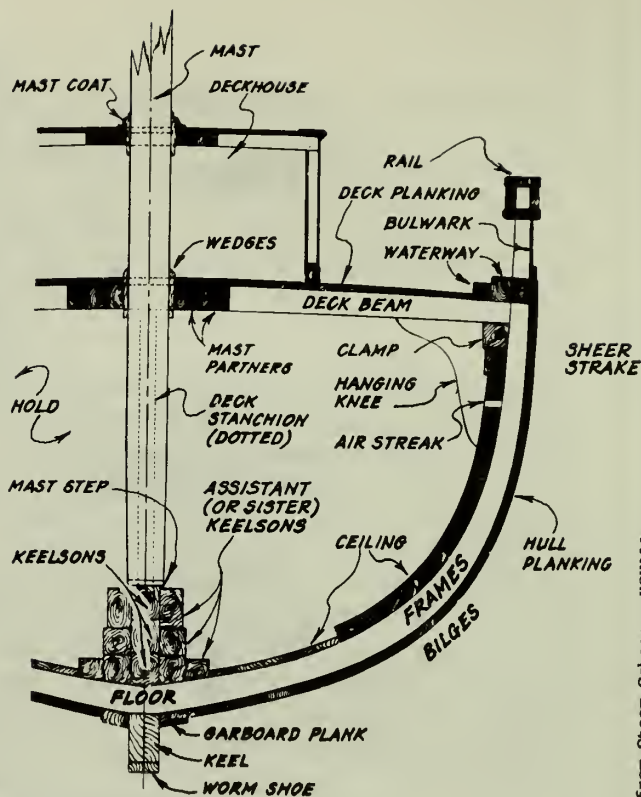 MAST
MAST COAT
DECKHOUSE
RAIL
DECK PLANKING
BULWARK
WEDGES
WATERWAY
DECK BEAM
MAST
PARTNERS
CLAMP
SHEER
STRAKE
HANGING
KNEE
HOLD
DECK
STANCHION
(DOTTED)
AIR STREAK
MAST STEP
ASSISTANT
(OR SISTER)
KEELSONS
KEELSONS
CEILING
HULL
PLANKING
FRAMES
BILGES
FLOOR
GARBOARD PLANK
KEEL
WORM SHOE